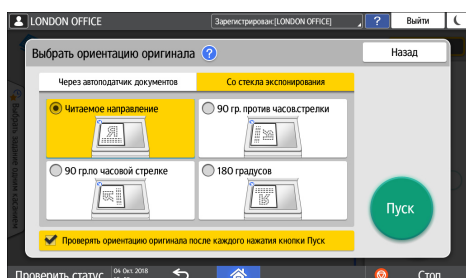 LONDON OFFICE
Зарегистрирован:[LONDON OFFICE]
?
Выйти
Выбрать ориентацию оригинала ?
Назад
Через автоподатчик документов
Со стекла экспонирования
Читаемое направление
90 гр. против часов.стрелки
90 гр.по часовой стрелке
180 градусов
Проверять ориентацию оригинала после каждого нажатия кнопки Пуск
Пуск
Проверить статус
04 Окт. 2018
Стоп